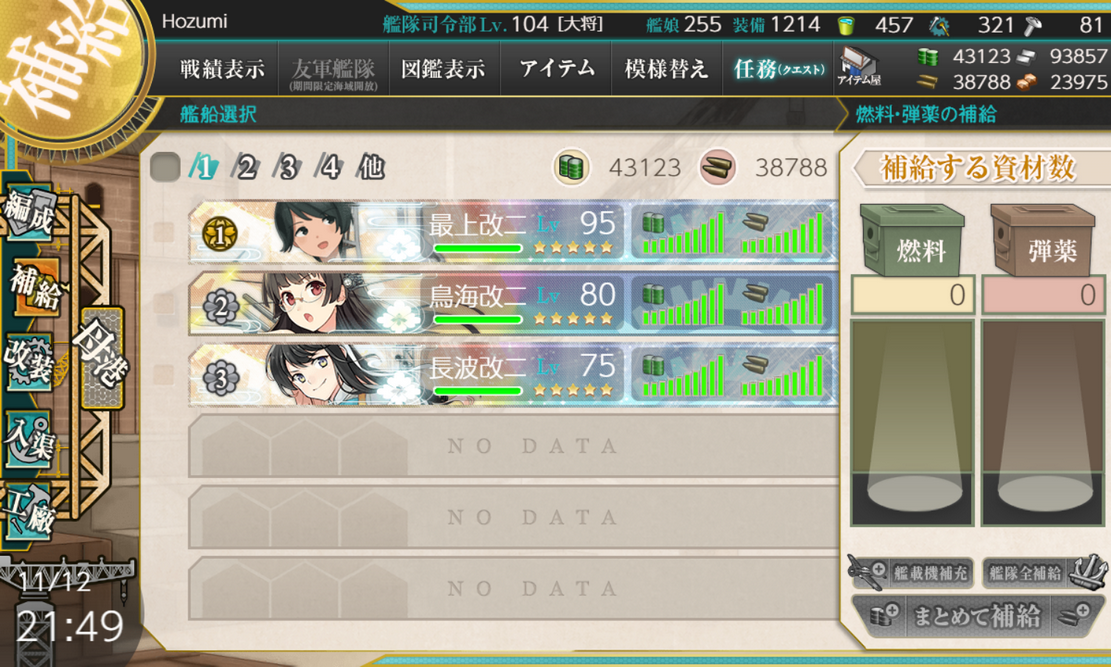 補給
Hozumi 艦隊司令部Lv. 104 [大将] 艦娘 255 装備 1214 457 321 81
戦績表示 友軍艦隊 図鑑表示 アイテム 模様替え 任務(クエスト) アイテム屋 43123 93857
(期間限定海域開放) 38788 23975
艦船選択 燃料・弾薬の補給
1 2 3 4 他 43123 38788
補給する資材数
1 最上改二 Lv 95
2 鳥海改二 Lv 80
3 長波改二 Lv 75
NO DATA
NO DATA
NO DATA
燃料 弾薬
0 0
編成
補給
改装
入渠
工廠
母港
艦載機補充 艦隊全補給
まとめて補給
11/12
21:49